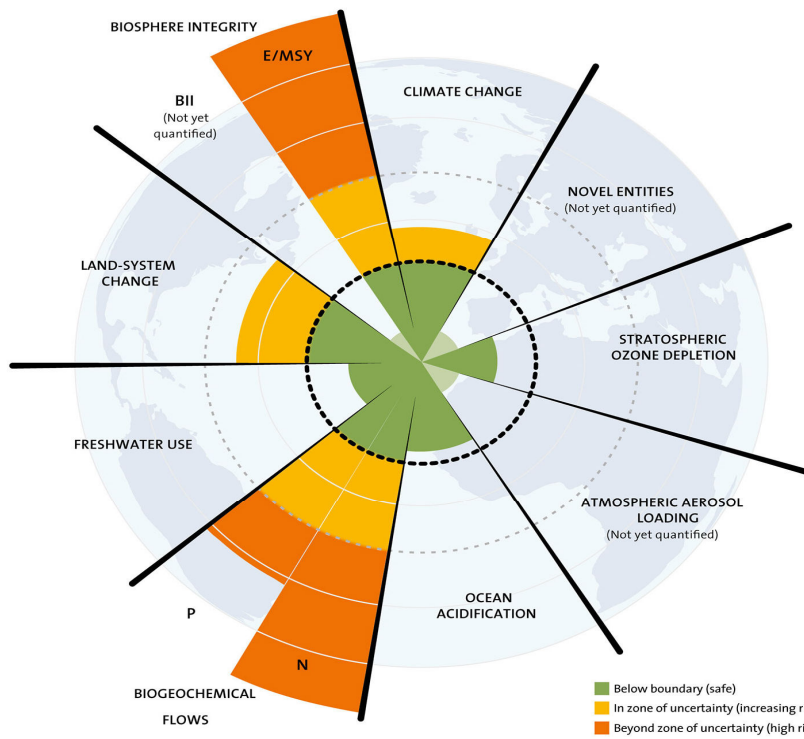 BIOSPHERE INTEGRITY
E/MSY
BII
(Not yet
quantified)
CLIMATE CHANGE
NOVEL ENTITIES
(Not yet quantified)
LAND-SYSTEM
CHANGE
STRATOSPHERIC
OZONE DEPLETION
FRESHWATER USE
ATMOSPHERIC AEROSOL
LOADING
(Not yet quantified)
OCEAN
ACIDIFICATION
P
N
BIOGEOCHEMICAL
FLOWS
Below boundary (safe)
In zone of uncertainty (increasing
Beyond zone of uncertainty (high